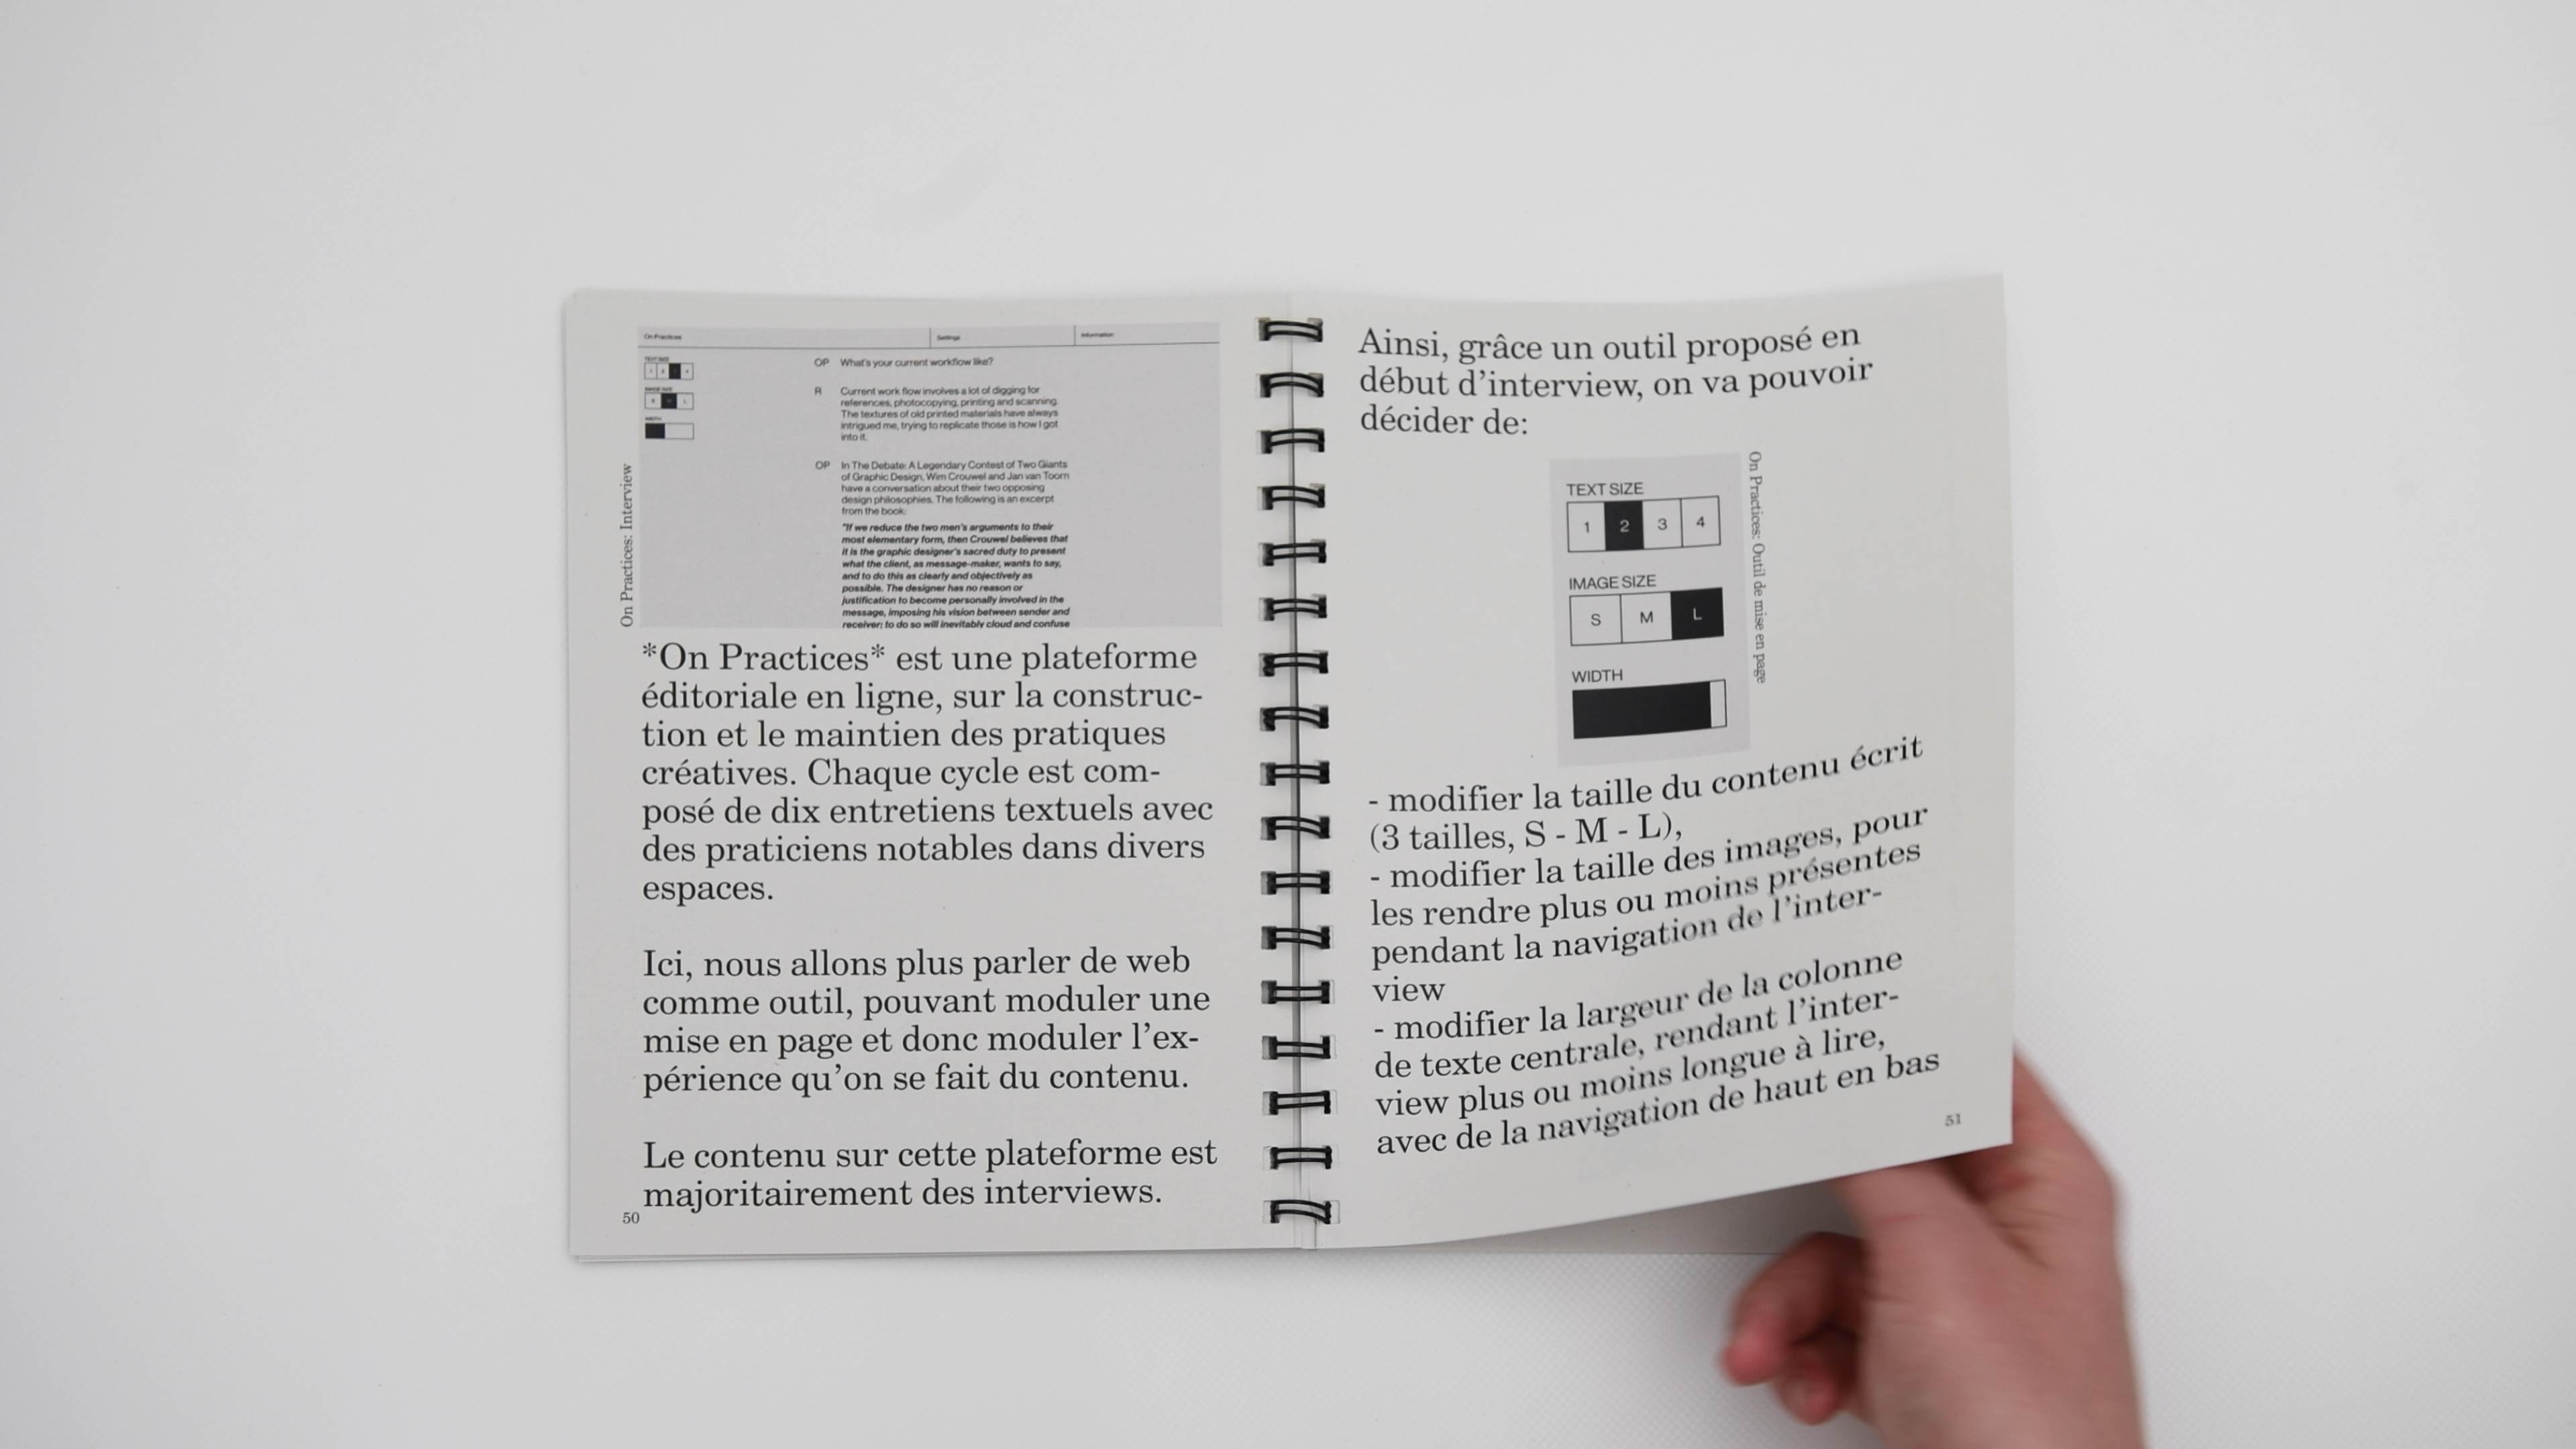 On Practices
Settings
Information
TEXT SIZE
IMAGE SIZE
WIDTH
OP What's your current workflow like?
R Current work flow involves a lot of digging for
references, photocopying, printing and scanning.
The textures of old printed materials have always
intrigued me, trying to replicate those is how I got
into it.
OP In The Debate: A Legendary Contest of Two Giants
of Graphic Design, Wim Crouwel and Jan van Toorn
have a conversation about their two opposing
design philosophies. The following is an excerpt
from the book:
"If we reduce the two men's arguments to their
most elementary form, then Crouwel believes that
it is the graphic designer's sacred duty to present
what the client, as message-maker, wants to say,
and to do this as clearly and objectively as
possible. The designer has no reason or
justification to become personally involved in the
message, imposing his vision between sender and
receiver: to do so will inevitably cloud and confuse
On Practices: Interview
*On Practices* est une plateforme
éditoriale en ligne, sur la construc-
tion et le maintien des pratiques
créatives. Chaque cycle est com-
posé de dix entretiens textuels avec
des praticiens notables dans divers
espaces.
Ici, nous allons plus parler de web
comme outil, pouvant moduler une
mise en page et donc moduler l'ex-
périence qu'on se fait du contenu.
Le contenu sur cette plateforme est
majoritairement des interviews.
50
Ainsi, grâce un outil proposé en
début d'interview, on va pouvoir
décider de:
TEXT SIZE
1 2 3 4
IMAGE SIZE
S M L
WIDTH
On Practices: Outil de mise en page
- modifier la taille du contenu écrit
(3 tailles, S - M - L),
- modifier la taille des images, pour
les rendre plus ou moins présentes
pendant la navigation de l'inter-
view
- modifier la largeur de la colonne
de texte centrale, rendant l'inter-
view plus ou moins longue à lire,
avec de la navigation de haut en bas
51